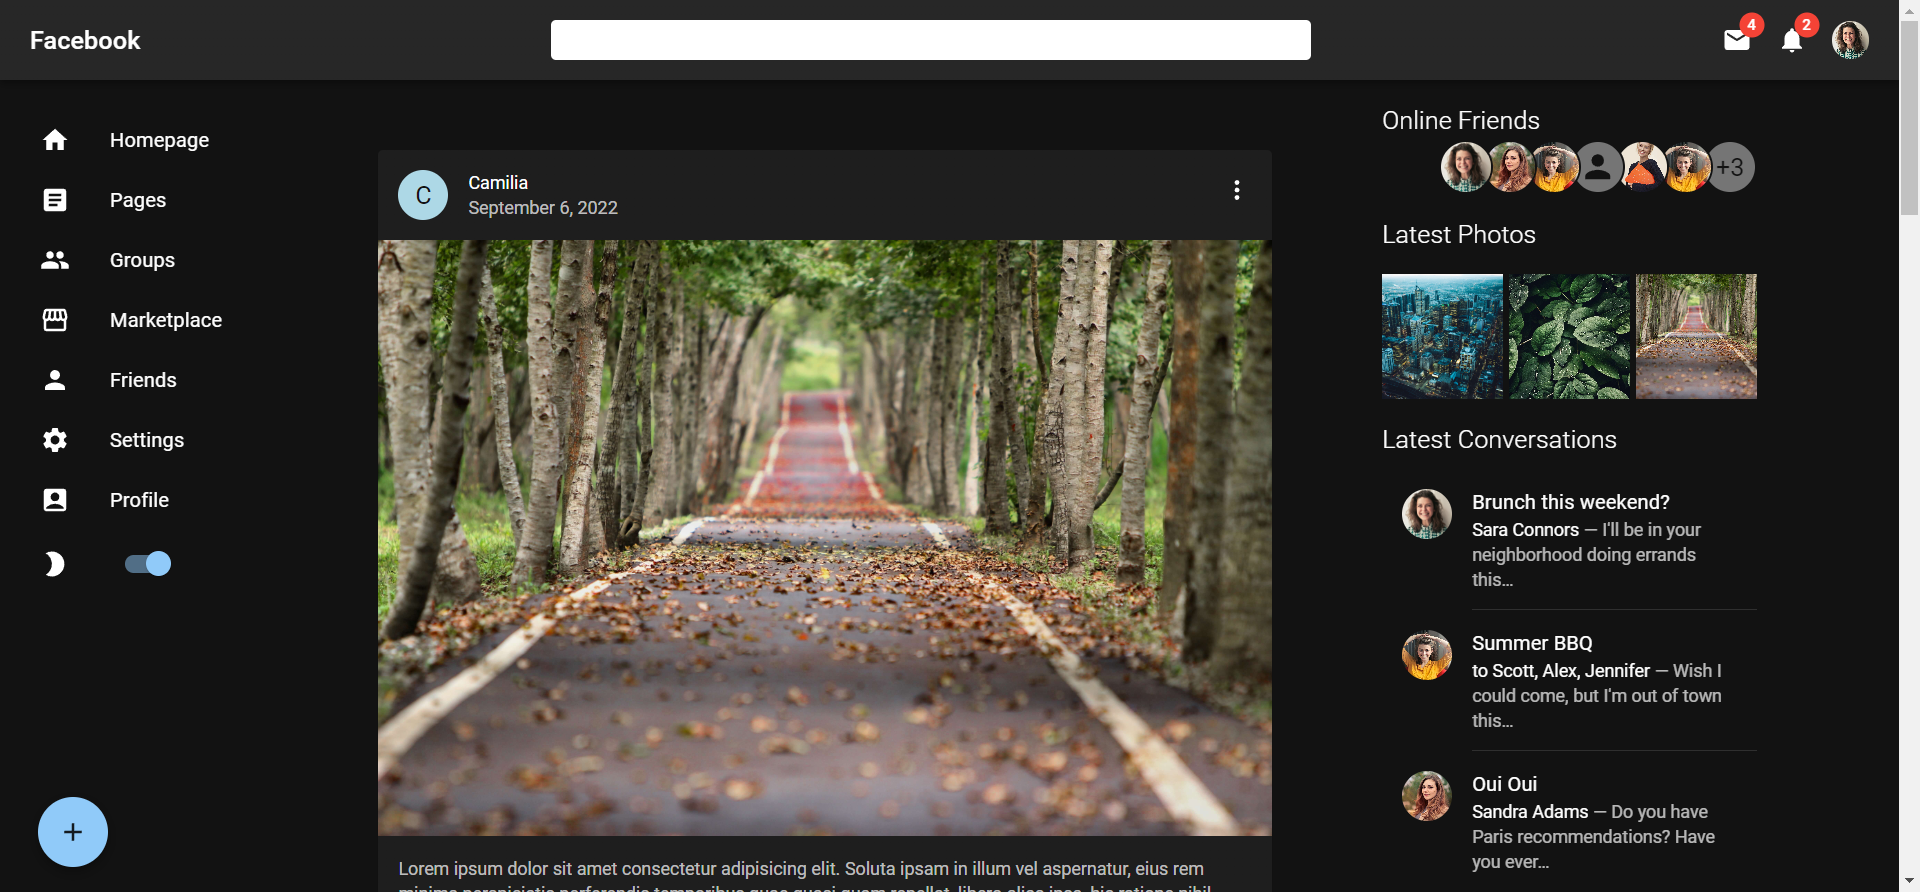 Facebook
4
2
Homepage
Pages
Groups
Marketplace
Friends
Settings
Profile
+
C
Camilia
September 6, 2022
Lorem ipsum dolor sit amet consectetur adipisicing elit. Soluta ipsam in illum vel aspernatur, eius rem
Online Friends
+3
Latest Photos
Latest Conversations
Brunch this weekend?
Sara Connors — I'll be in your
neighborhood doing errands
this…
Summer BBQ
to Scott, Alex, Jennifer — Wish I
could come, but I'm out of town
this…
Oui Oui
Sandra Adams — Do you have
Paris recommendations? Have
you ever…